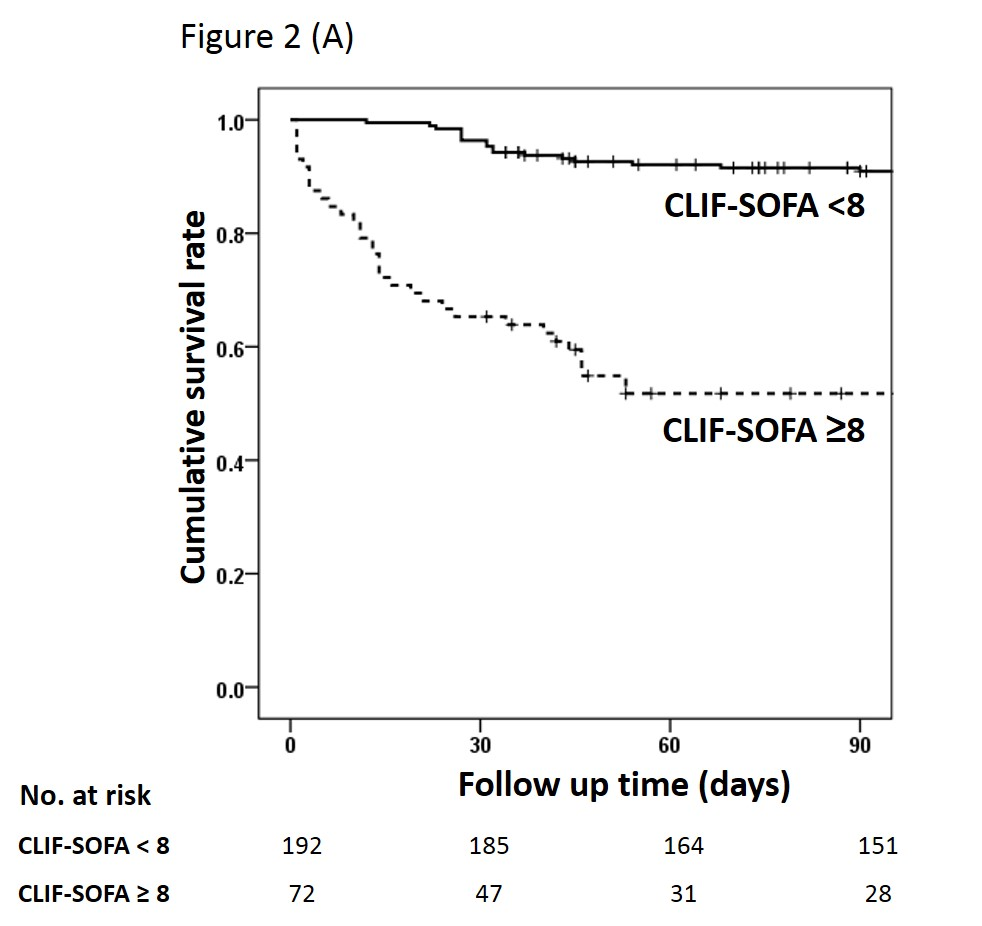 Figure 2 (A)
1.0
0.8
0.6
0.4
0.2
0.0
Cumulative survival rate
CLIF-SOFA <8
CLIF-SOFA ≥8
0 30 60 90
Follow up time (days)
No. at risk
CLIF-SOFA < 8 192 185 164 151
CLIF-SOFA ≥ 8 72 47 31 28